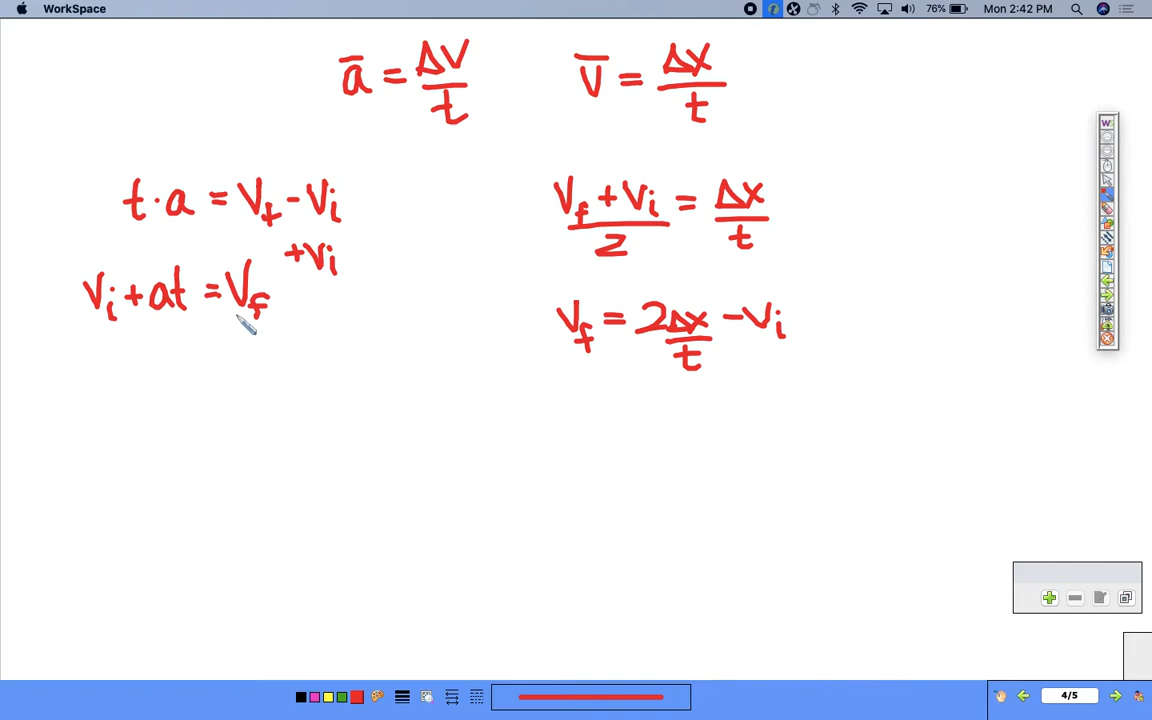 WorkSpace 76% Mon 2:42 PM
a̅ = ΔV/t
V̅ = Δx/t
t · a = Vf - Vi
+ Vi
Vi + at = Vf
(Vf + Vi)/2 = Δx/t
Vf = 2Δx/t - Vi
4/5